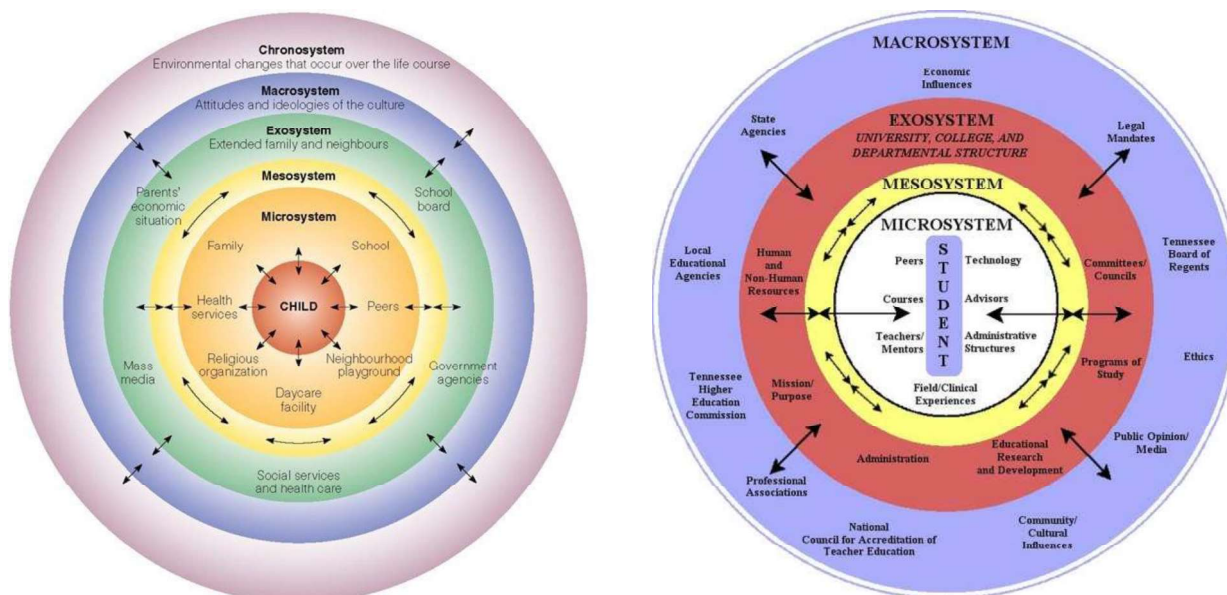 Chronosystem
Environmental changes that occur over the life course
Macrosystem
Attitudes and ideologies of the culture
Exosystem
Extended family and neighbours
Mesosystem
Parents'
economic
situation
School
board
Microsystem
Family
School
CHILD
Health
services
Peers
Religious
organization
Neighbourhood
playground
Mass
media
Government
agencies
Daycare
facility
Social services
and health care
MACROSYSTEM
Economic
Influences
State
Agencies
Legal
Mandates
EXOSYSTEM
UNIVERSITY, COLLEGE, AND
DEPARTMENTAL STRUCTURE
MESOSYSTEM
MICROSYSTEM
Local
Educational
Agencies
Human
and
Non-Human
Resources
Peers
STUDENT
Technology
Committees/
Councils
Tennessee
Board of
Regents
Courses
Advisors
Teachers/
Mentors
Administrative
Structures
Field/Clinical
Experiences
Tennessee
Higher
Education
Commission
Mission/
Purpose
Programs of
Study
Ethics
Administration
Educational
Research
and Development
Public Opinion/
Media
Professional
Associations
National
Council for Accreditation of
Teacher Education
Community/
Cultural
Influences